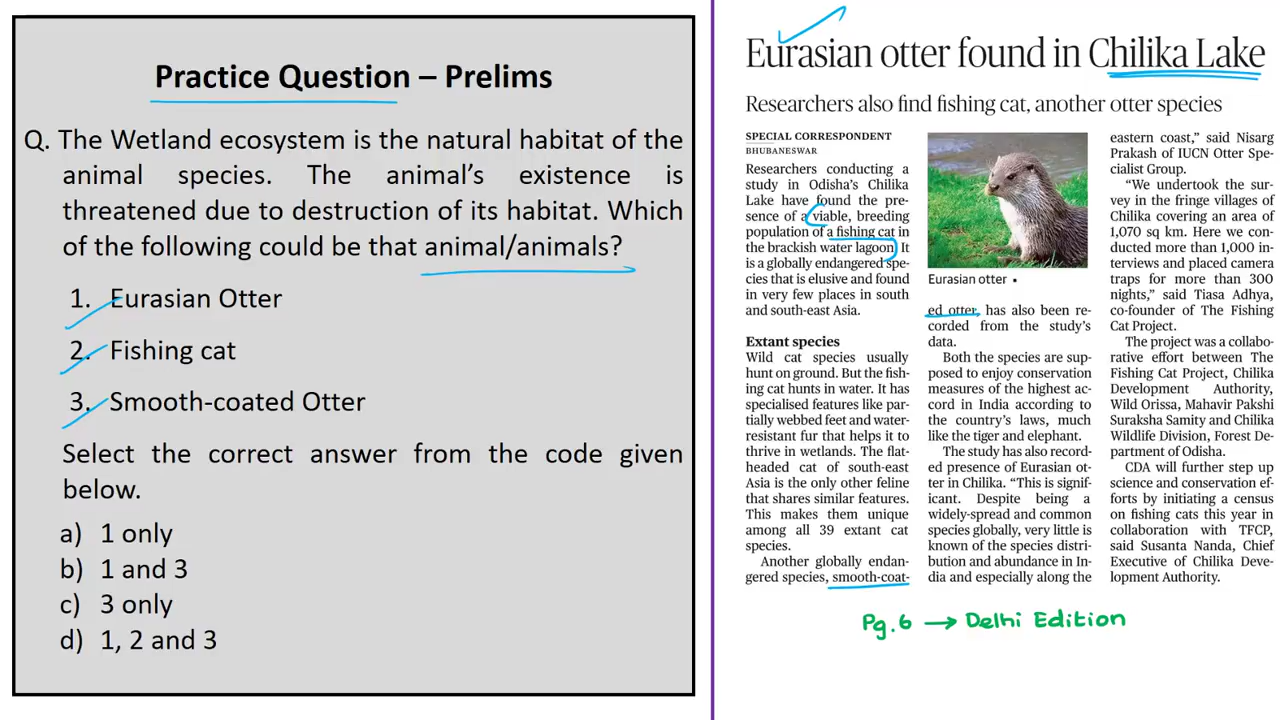 Practice Question – Prelims
Q. The Wetland ecosystem is the natural habitat of the
animal species. The animal's existence is
threatened due to destruction of its habitat. Which
of the following could be that animal/animals?
1. Eurasian Otter
2. Fishing cat
3. Smooth-coated Otter
Select the correct answer from the code given
below.
a) 1 only
b) 1 and 3
c) 3 only
d) 1, 2 and 3
Eurasian otter found in Chilika Lake
Researchers also find fishing cat, another otter species
SPECIAL CORRESPONDENT
BHUBANESWAR
Researchers conducting a
study in Odisha's Chilika
Lake have found the pre-
sence of a viable, breeding
population of a fishing cat in
the brackish water lagoon. It
is a globally endangered spe-
cies that is elusive and found
in very few places in south
and south-east Asia.
Extant species
Wild cat species usually
hunt on ground. But the fish-
ing cat hunts in water. It has
specialised features like par-
tially webbed feet and water-
resistant fur that helps it to
thrive in wetlands. The flat-
headed cat of south-east
Asia is the only other feline
that shares similar features.
This makes them unique
among all 39 extant cat
species.
Another globally endan-
gered species, smooth-coat-
Eurasian otter •
ed otter, has also been re-
corded from the study's
data.
Both the species are sup-
posed to enjoy conservation
measures of the highest ac-
cord in India according to
the country's laws, much
like the tiger and elephant.
The study has also record-
ed presence of Eurasian ot-
ter in Chilika. “This is signif-
icant. Despite being a
widely-spread and common
species globally, very little is
known of the species distri-
bution and abundance in In-
dia and especially along the
eastern coast,” said Nisarg
Prakash of IUCN Otter Spe-
cialist Group.
“We undertook the sur-
vey in the fringe villages of
Chilika covering an area of
1,070 sq km. Here we con-
ducted more than 1,000 in-
terviews and placed camera
traps for more than 300
nights,” said Tiasa Adhya,
co-founder of The Fishing
Cat Project.
The project was a collabo-
rative effort between The
Fishing Cat Project, Chilika
Development Authority,
Wild Orissa, Mahavir Pakshi
Suraksha Samity and Chilika
Wildlife Division, Forest De-
partment of Odisha.
CDA will further step up
science and conservation ef-
forts by initiating a census
on fishing cats this year in
collaboration with TFCP,
said Susanta Nanda, Chief
Executive of Chilika Deve-
lopment Authority.
Pg.6 → Delhi Edition